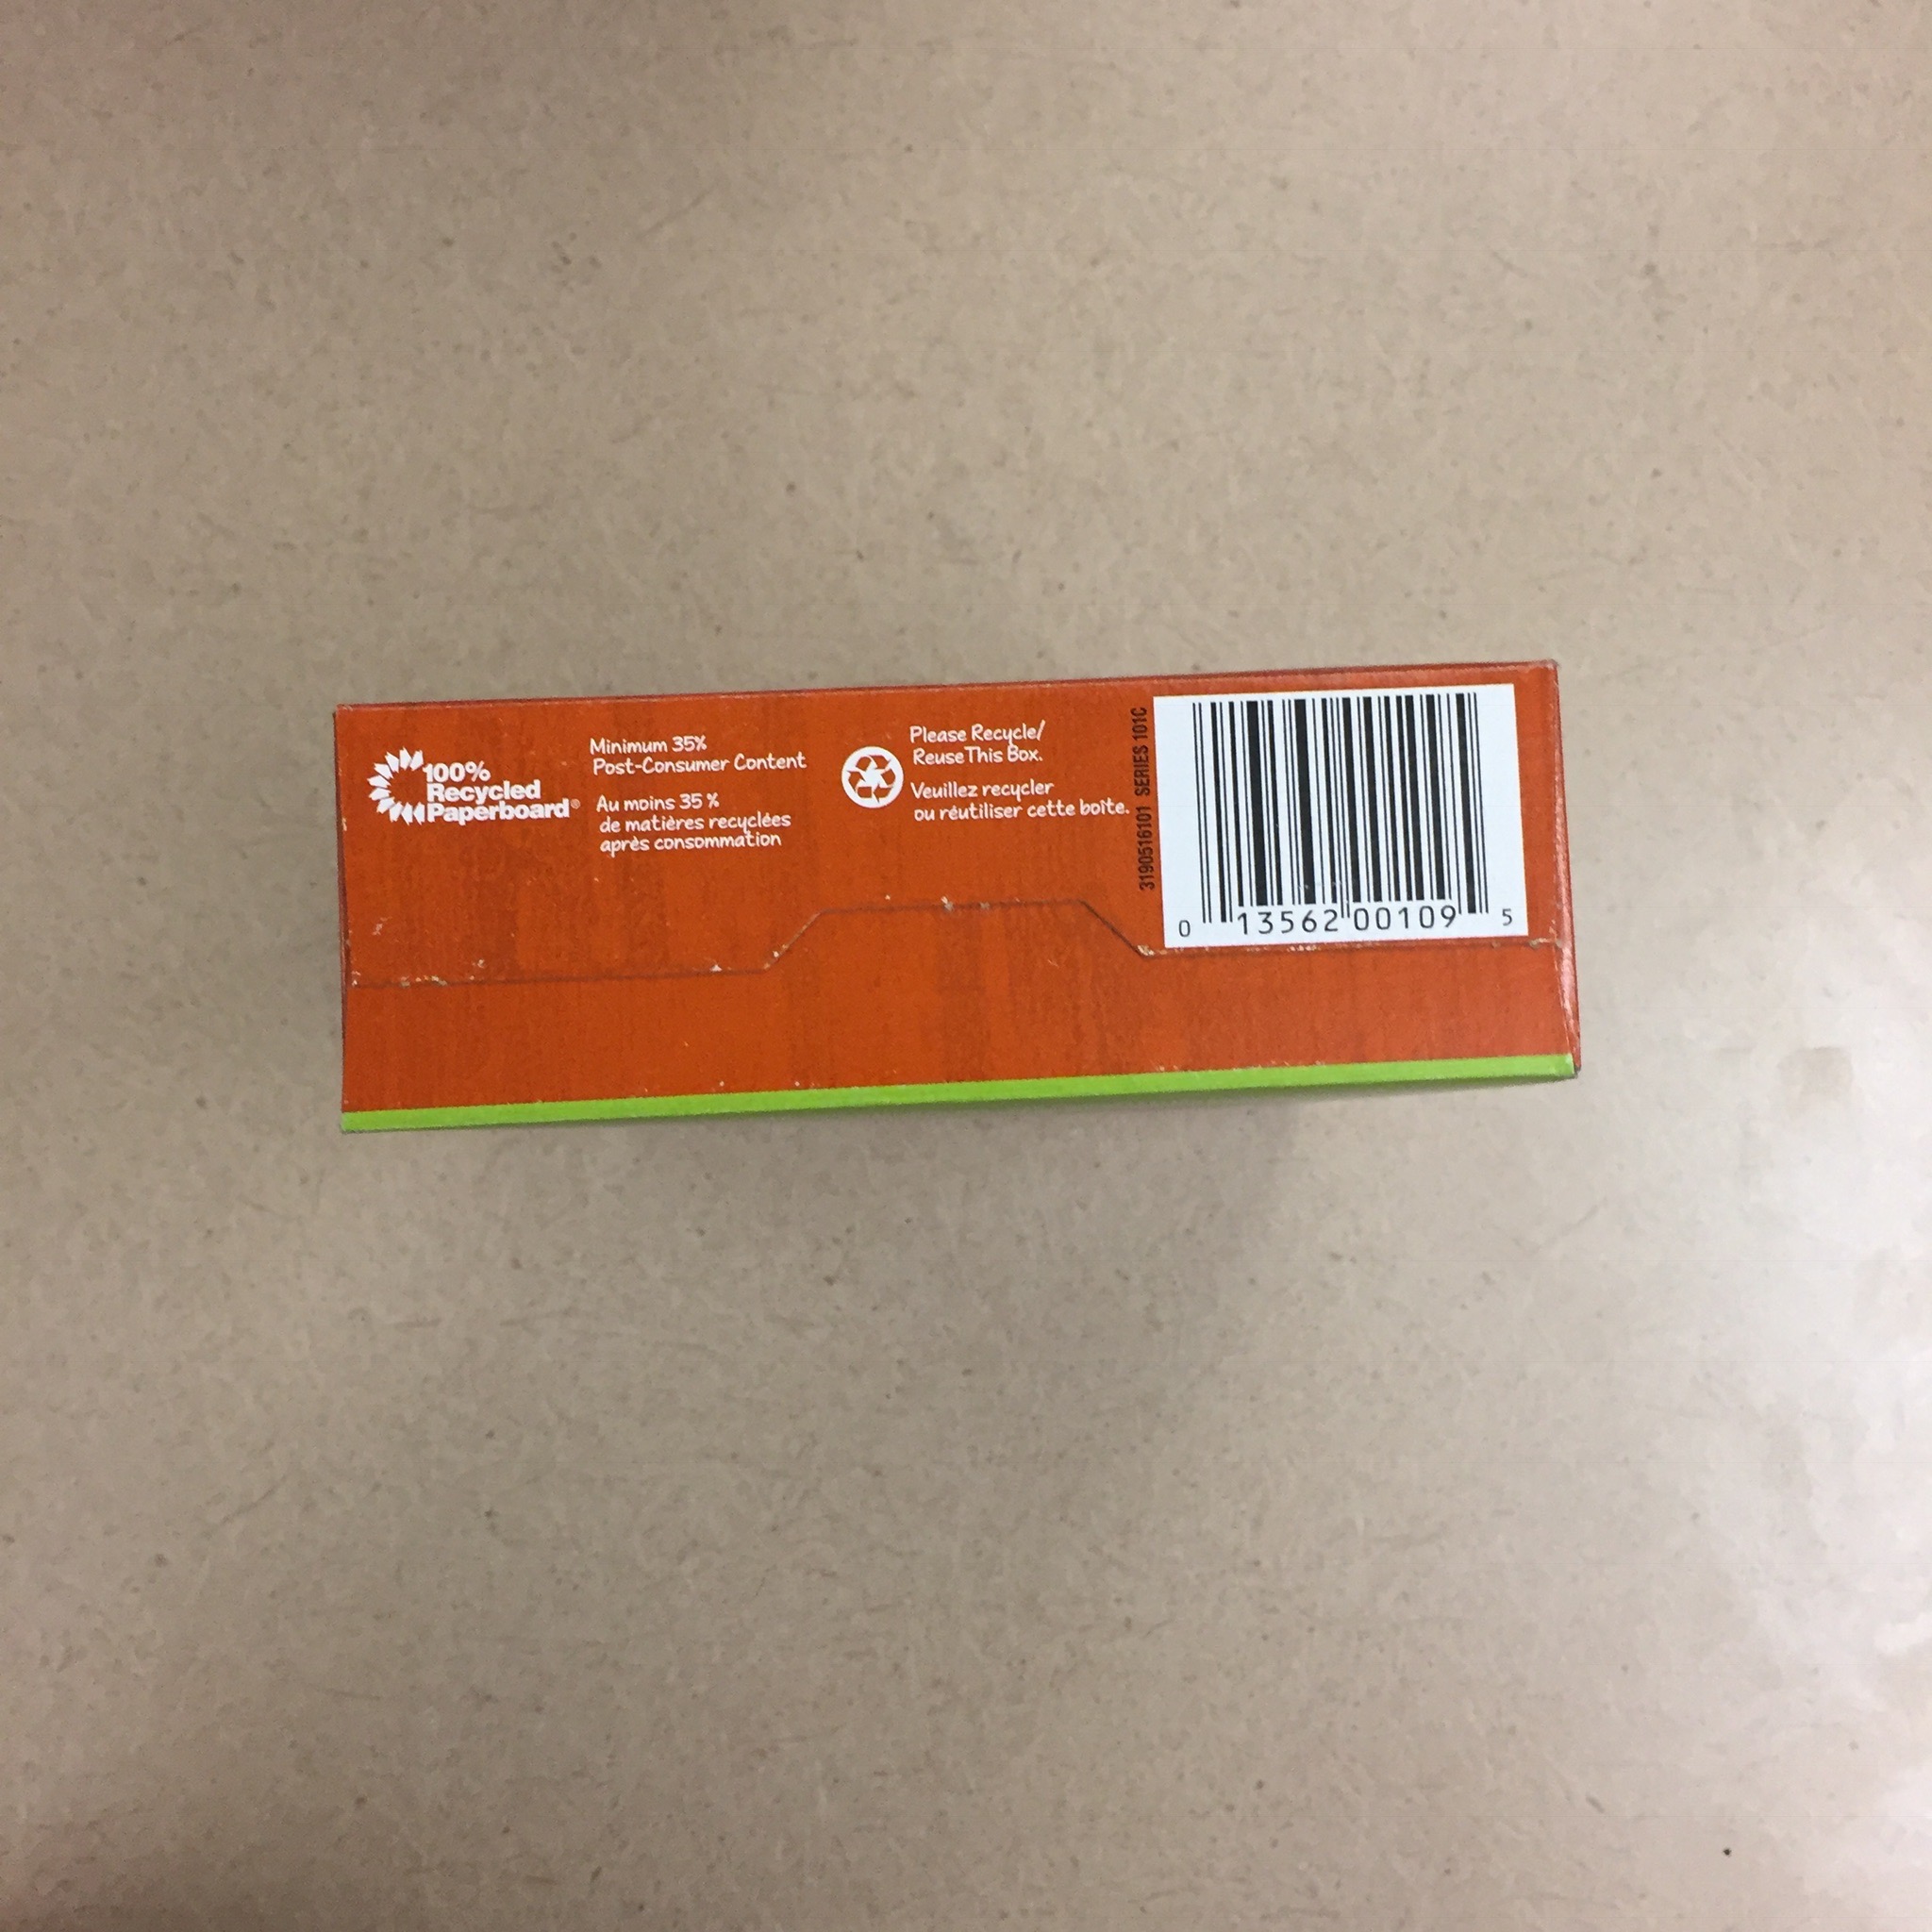 100%
Recycled
Paperboard®
Minimum 35%
Post-Consumer Content
Au moins 35 %
de matières recyclées
après consommation
Please Recycle/
Reuse This Box.
Veuillez recycler
ou réutiliser cette boîte.
3190516101 SERIES 101C
0 13562 00109 5